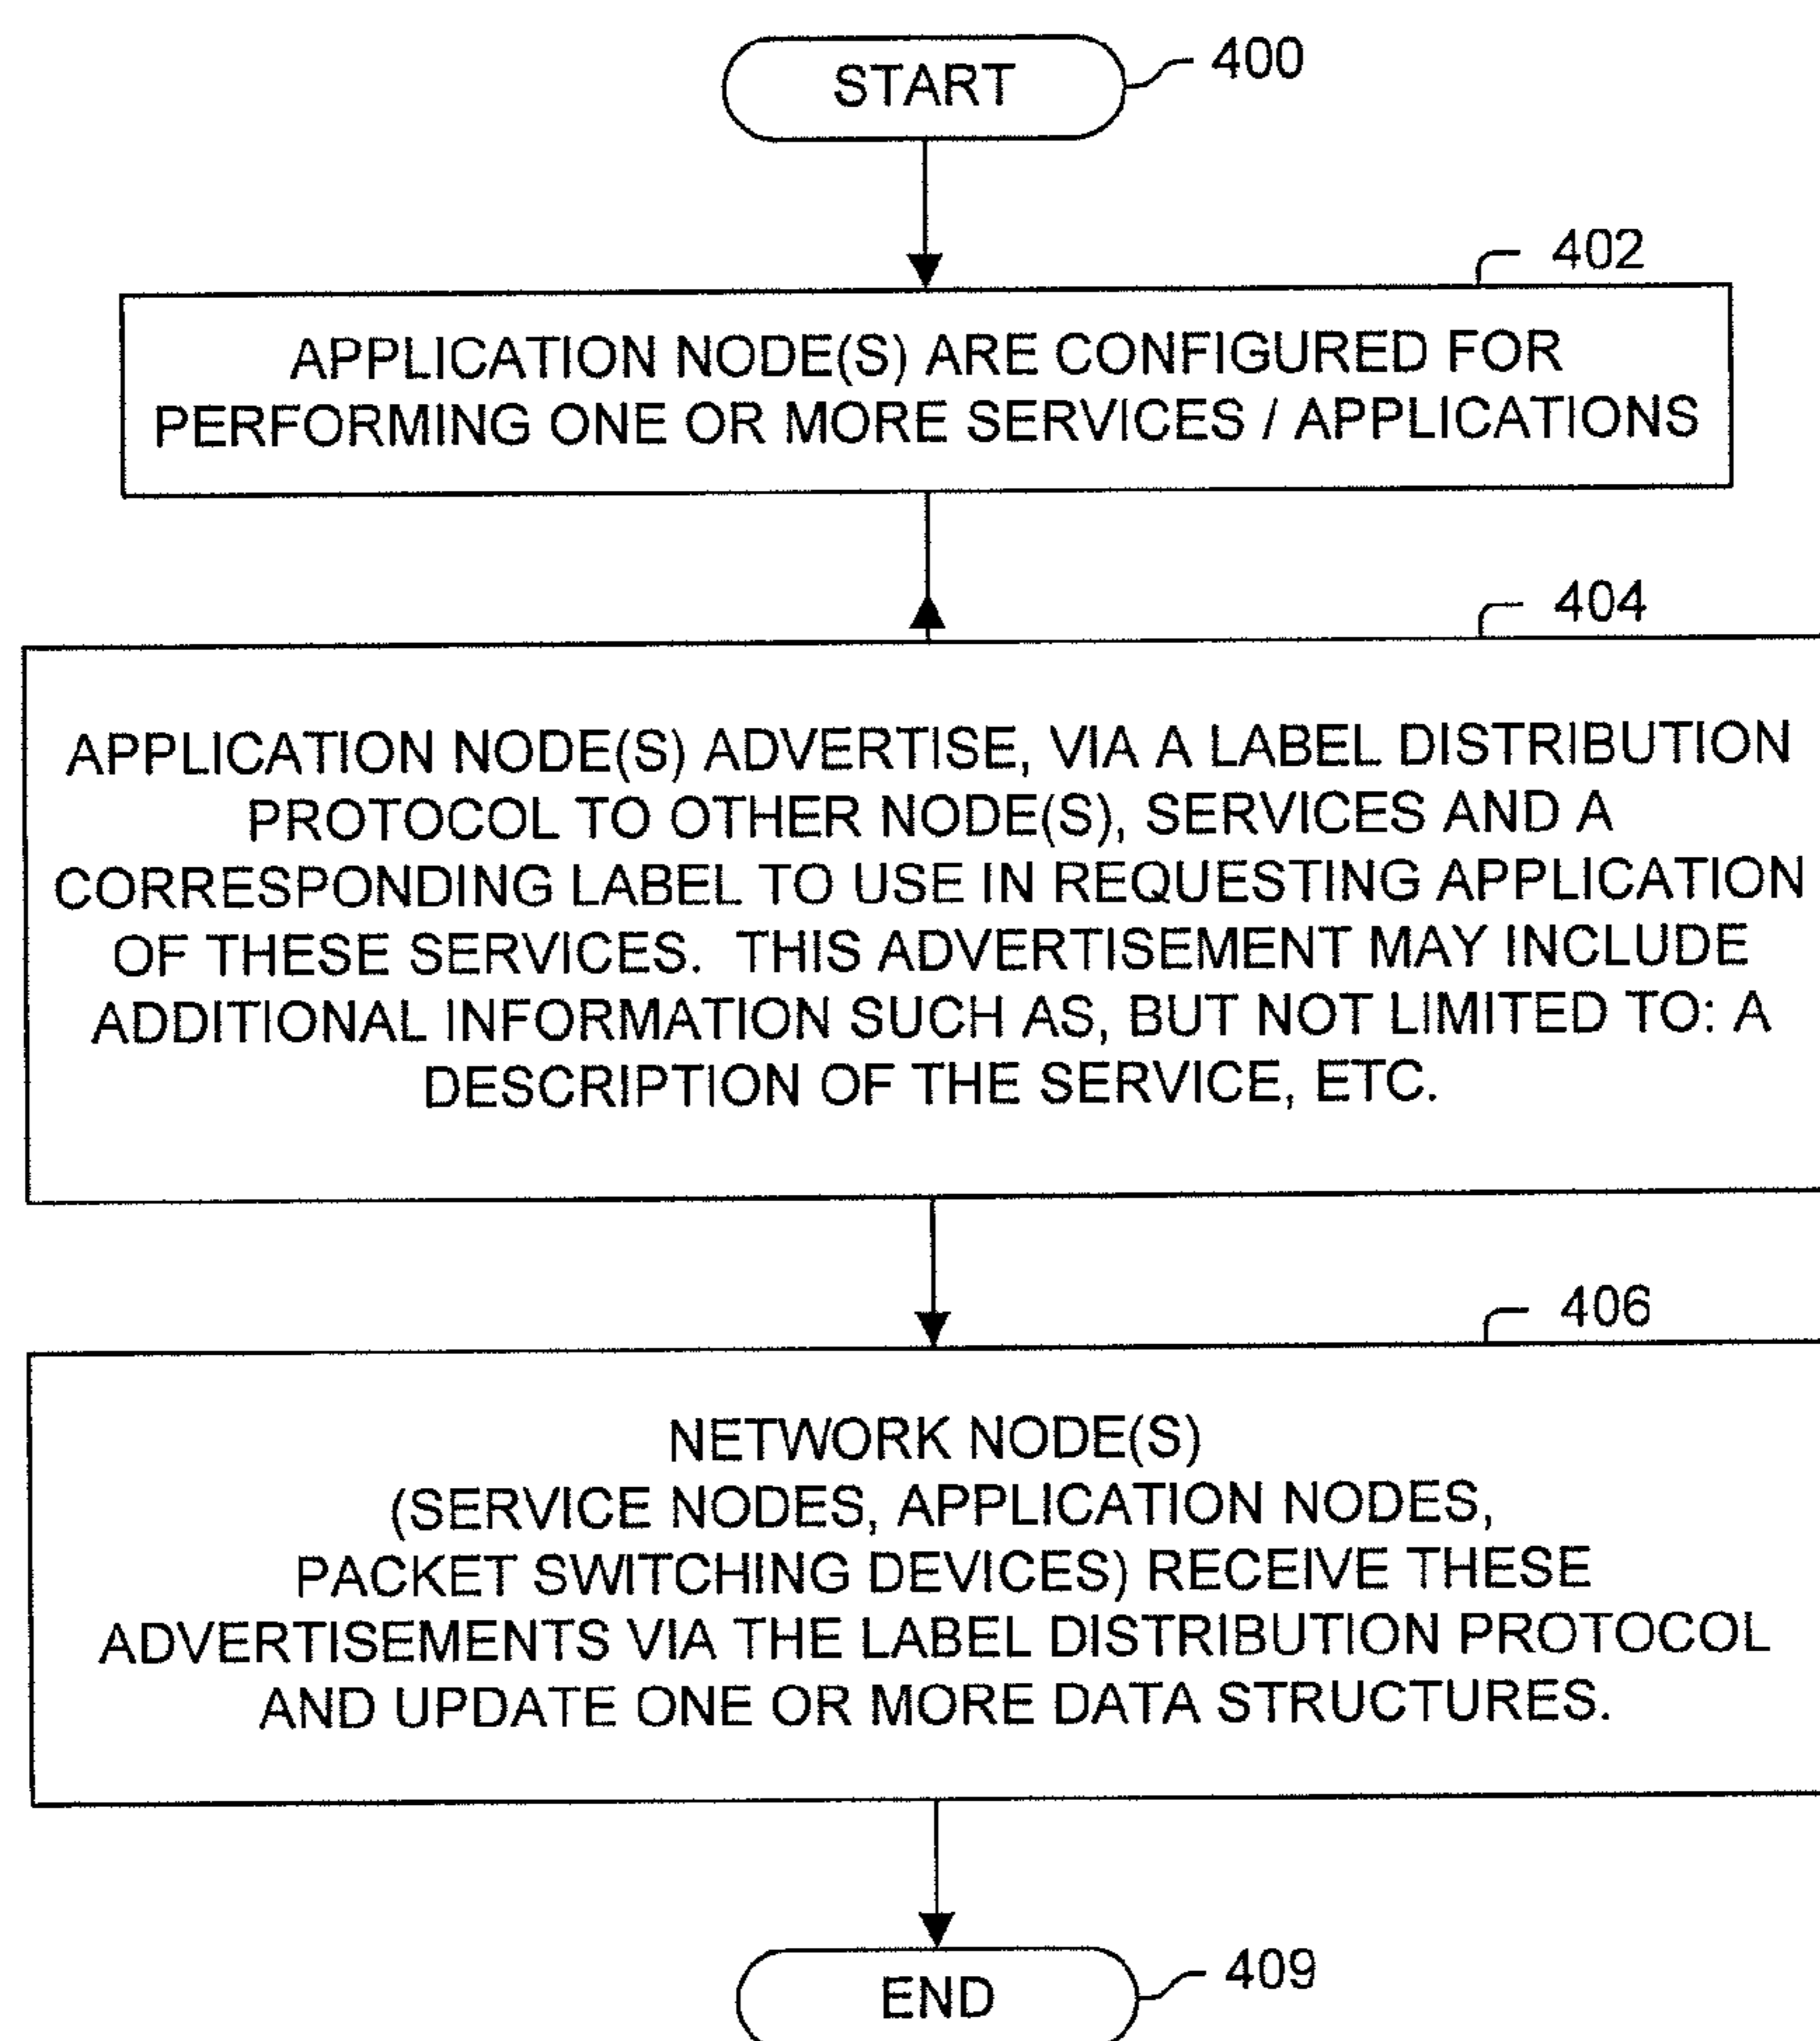 START
400
402
APPLICATION NODE(S) ARE CONFIGURED FOR
PERFORMING ONE OR MORE SERVICES / APPLICATIONS
404
APPLICATION NODE(S) ADVERTISE, VIA A LABEL DISTRIBUTION
PROTOCOL TO OTHER NODE(S), SERVICES AND A
CORRESPONDING LABEL TO USE IN REQUESTING APPLICATION
OF THESE SERVICES. THIS ADVERTISEMENT MAY INCLUDE
ADDITIONAL INFORMATION SUCH AS, BUT NOT LIMITED TO: A
DESCRIPTION OF THE SERVICE, ETC.
406
NETWORK NODE(S)
(SERVICE NODES, APPLICATION NODES,
PACKET SWITCHING DEVICES) RECEIVE THESE
ADVERTISEMENTS VIA THE LABEL DISTRIBUTION PROTOCOL
AND UPDATE ONE OR MORE DATA STRUCTURES.
END
409